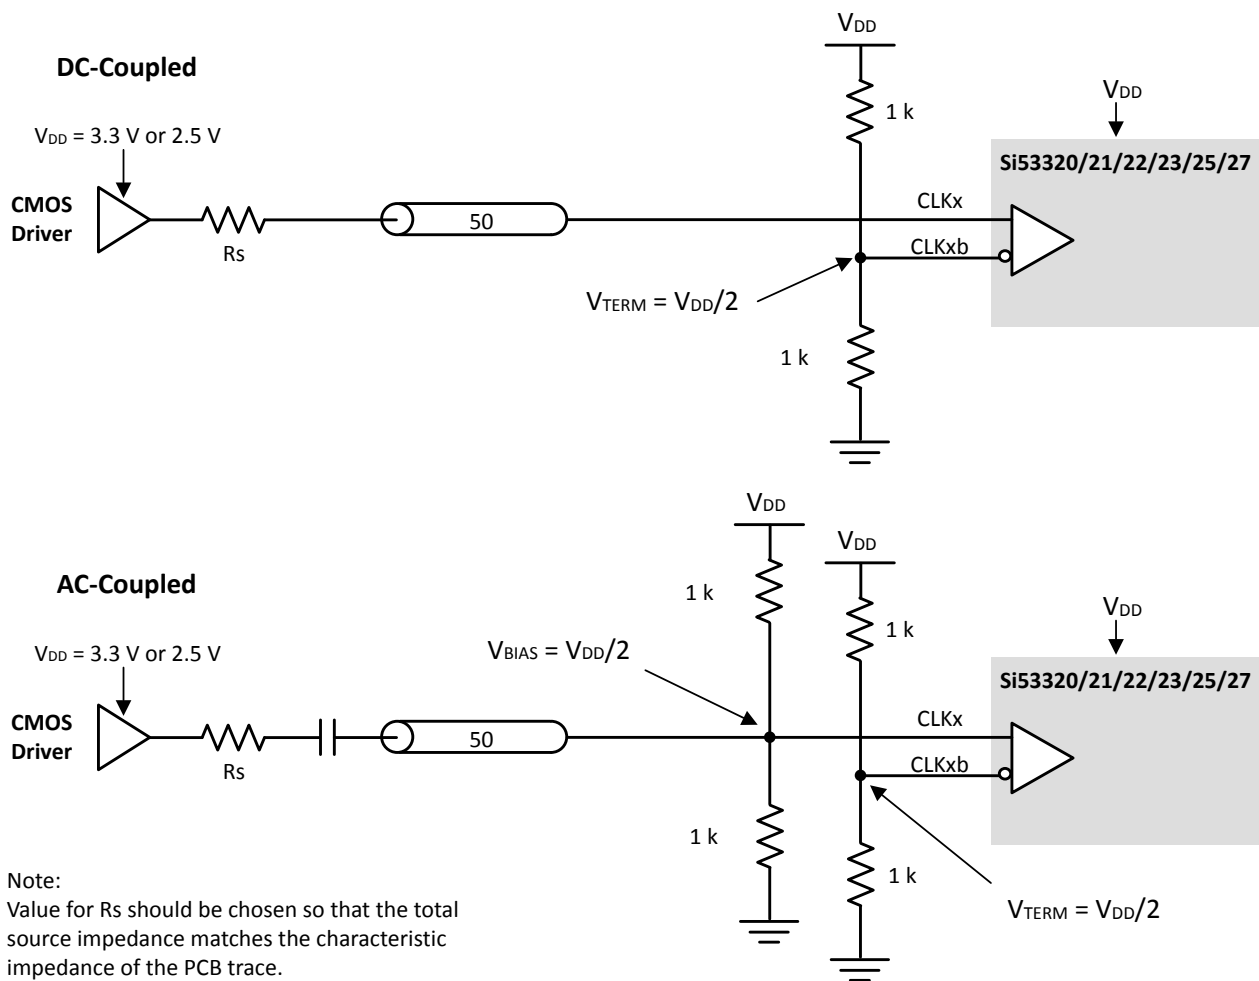 DC-Coupled
VDD = 3.3 V or 2.5 V
CMOS
Driver
Rs
50
VDD
1 k
VTERM = VDD/2
1 k
CLKx
CLKxb
VDD
Si53320/21/22/23/25/27
AC-Coupled
VDD = 3.3 V or 2.5 V
CMOS
Driver
Rs
50
VDD
1 k
VBIAS = VDD/2
1 k
VDD
1 k
1 k
CLKx
CLKxb
VDD
Si53320/21/22/23/25/27
VTERM = VDD/2
Note:
Value for Rs should be chosen so that the total
source impedance matches the characteristic
impedance of the PCB trace.